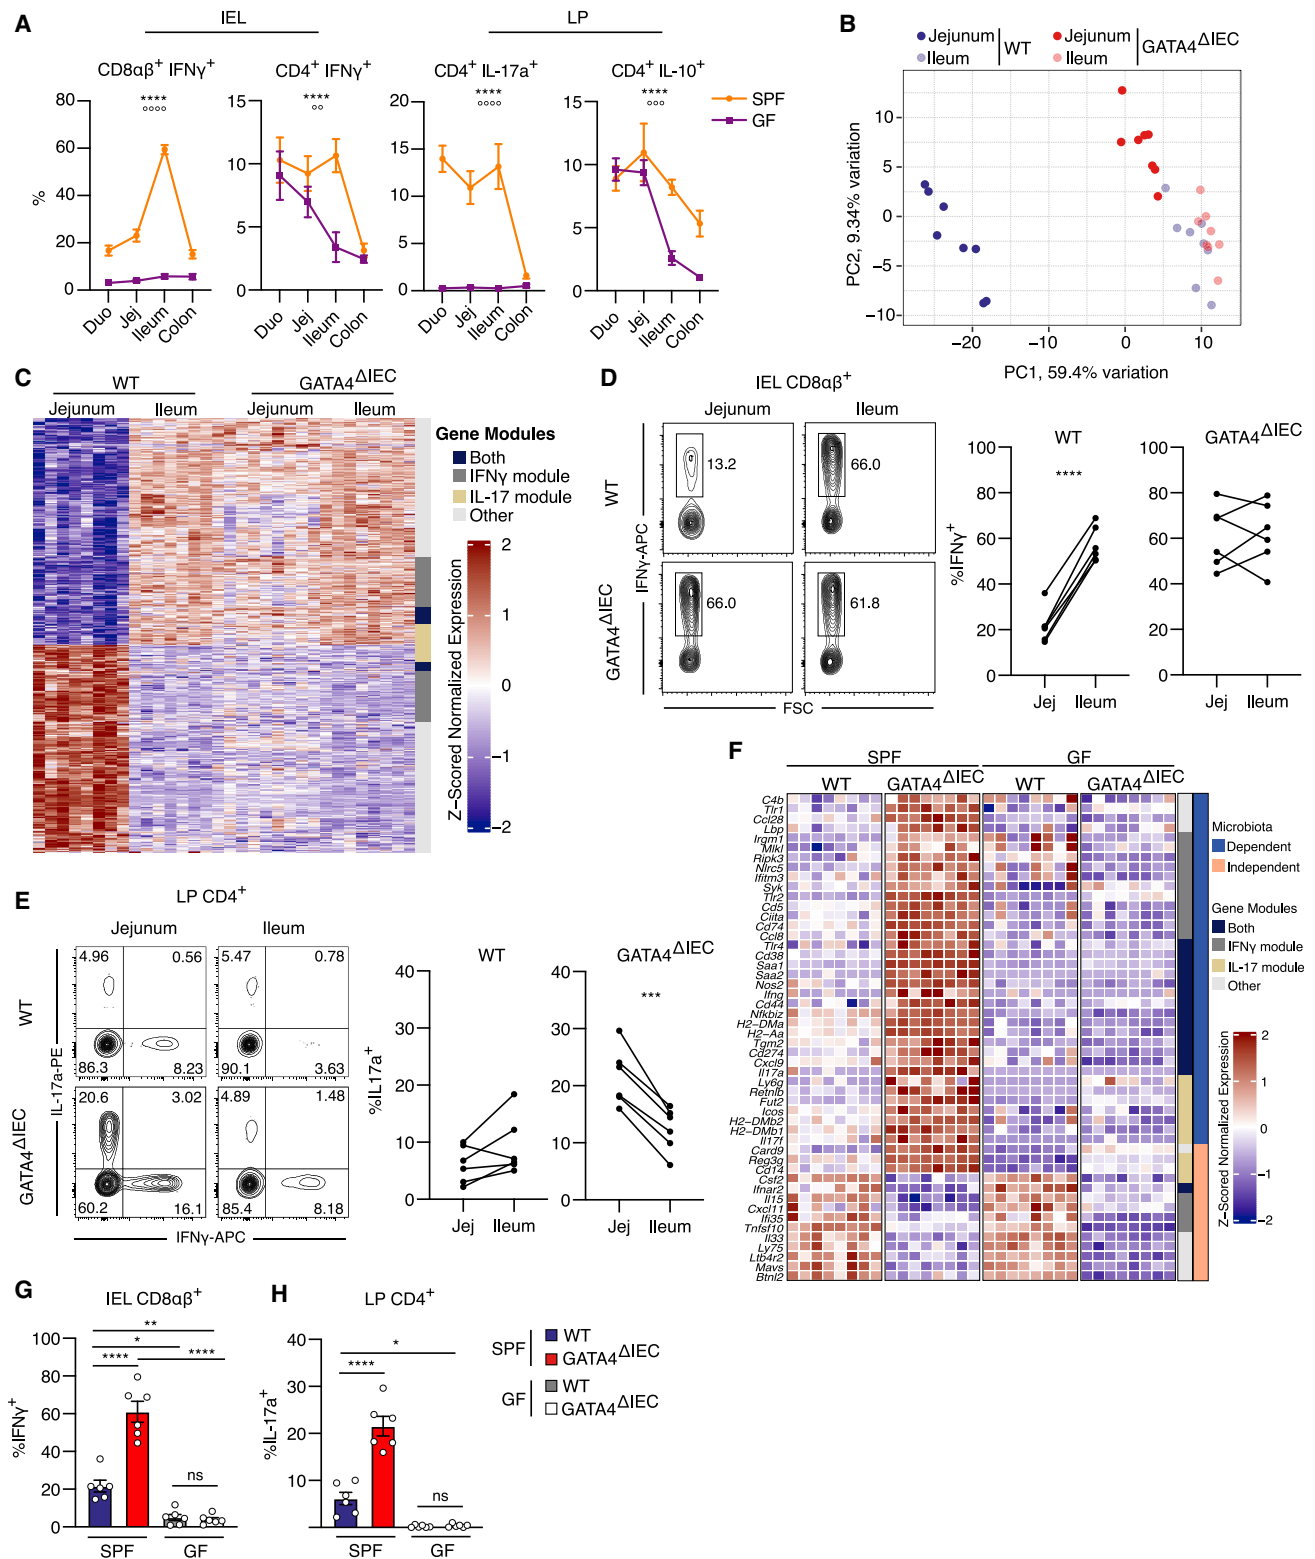 A
IEL
LP
CD8αβ+ IFNγ+
CD4+ IFNγ+
CD4+ IL-17a+
CD4+ IL-10+
****
°°°°
****
°°
****
°°°°
****
°°°
SPF
GF
%
80
60
40
20
0
15
10
5
0
20
15
10
5
0
15
10
5
0
Duo
Jej
Ileum
Colon
Duo
Jej
Ileum
Colon
Duo
Jej
Ileum
Colon
Duo
Jej
Ileum
Colon
B
Jejunum
Ileum
WT
Jejunum
Ileum
GATA4ΔIEC
PC2, 9.34% variation
10
5
0
−5
−10
−20
−10
0
10
PC1, 59.4% variation
C
WT
GATA4ΔIEC
Jejunum
Ileum
Jejunum
Ileum
Gene Modules
Both
IFNγ module
IL-17 module
Other
Z−Scored Normalized Expression
2
1
0
−1
−2
D
IEL CD8αβ+
Jejunum
Ileum
WT
GATA4ΔIEC
IFNγ-APC
13.2
66.0
66.0
61.8
FSC
WT
GATA4ΔIEC
****
%IFNγ+
100
80
60
40
20
0
100
80
60
40
20
0
Jej
Ileum
Jej
Ileum
E
LP CD4+
Jejunum
Ileum
WT
GATA4ΔIEC
IL-17a-PE
4.96
0.56
86.3
8.23
5.47
0.78
90.1
3.63
20.6
3.02
60.2
16.1
4.89
1.48
85.4
8.18
IFNγ-APC
WT
GATA4ΔIEC
***
%IL17a+
40
30
20
10
0
40
30
20
10
0
Jej
Ileum
Jej
Ileum
F
SPF
GF
WT
GATA4ΔIEC
WT
GATA4ΔIEC
C4b
Tlr1
Ccl28
Lbp
Irgm1
Mlkl
Ripk3
Nlrc5
Ifitm3
Syk
Tlr2
Cd5
Ciita
Cd74
Ccl8
Tlr4
Cd38
Saa1
Saa2
Nos2
Ifng
Cd44
Nfkbiz
H2−DMa
H2−Aa
Tgm2
Cd274
Cxcl9
Il17a
Ly6g
Retnlb
Fut2
Icos
H2−DMb2
H2−DMb1
Il17f
Card9
Reg3g
Cd14
Csf2
Ifnar2
Il15
Cxcl11
Ifi35
Tnfsf10
Il33
Ly75
Ltb4r2
Mavs
Btnl2
Microbiota
Dependent
Independent
Gene Modules
Both
IFNγ module
IL-17 module
Other
Z−Scored Normalized Expression
2
1
0
−1
−2
G
IEL CD8αβ+
**
*
****
****
ns
%IFNγ+
100
80
60
40
20
0
SPF
GF
H
LP CD4+
*
****
ns
%IL-17a+
40
30
20
10
SPF
GF
SPF
WT
GATA4ΔIEC
GF
WT
GATA4ΔIEC